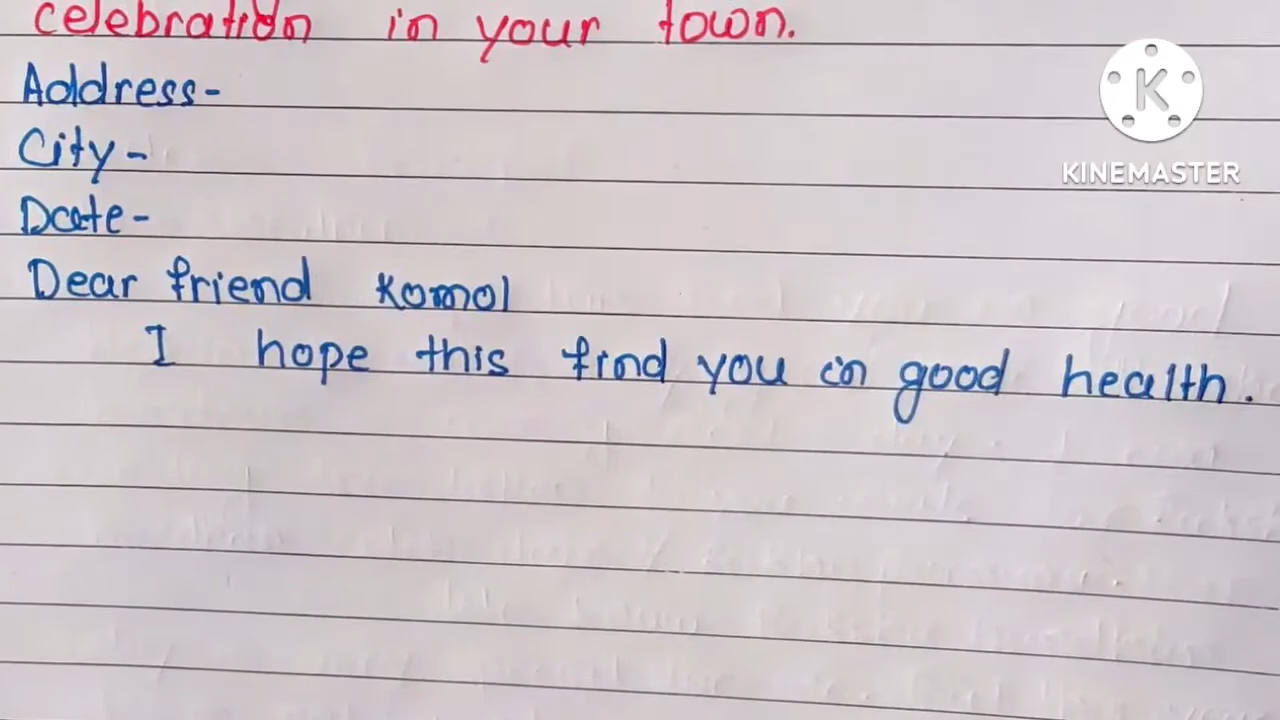 celebration in your town.
Address-
City-
Date-
Dear friend Komol
I hope this find you in good health.
K
KINEMASTER